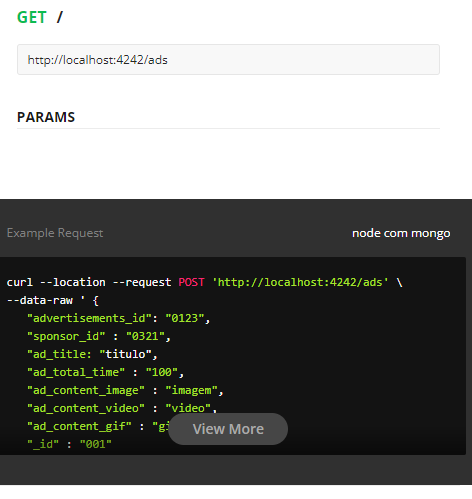 GET /
http://localhost:4242/ads
PARAMS
Example Request node com mongo
curl --location --request POST 'http://localhost:4242/ads' \
--data-raw ' {
"advertisements_id": "0123",
"sponsor_id" : "0321",
"ad_title: "titulo",
"ad_total_time" : "100",
"ad_content_image" : "imagem",
"ad_content_video" : "video",
"ad_content_gif" :
View More
"_id" : "001"